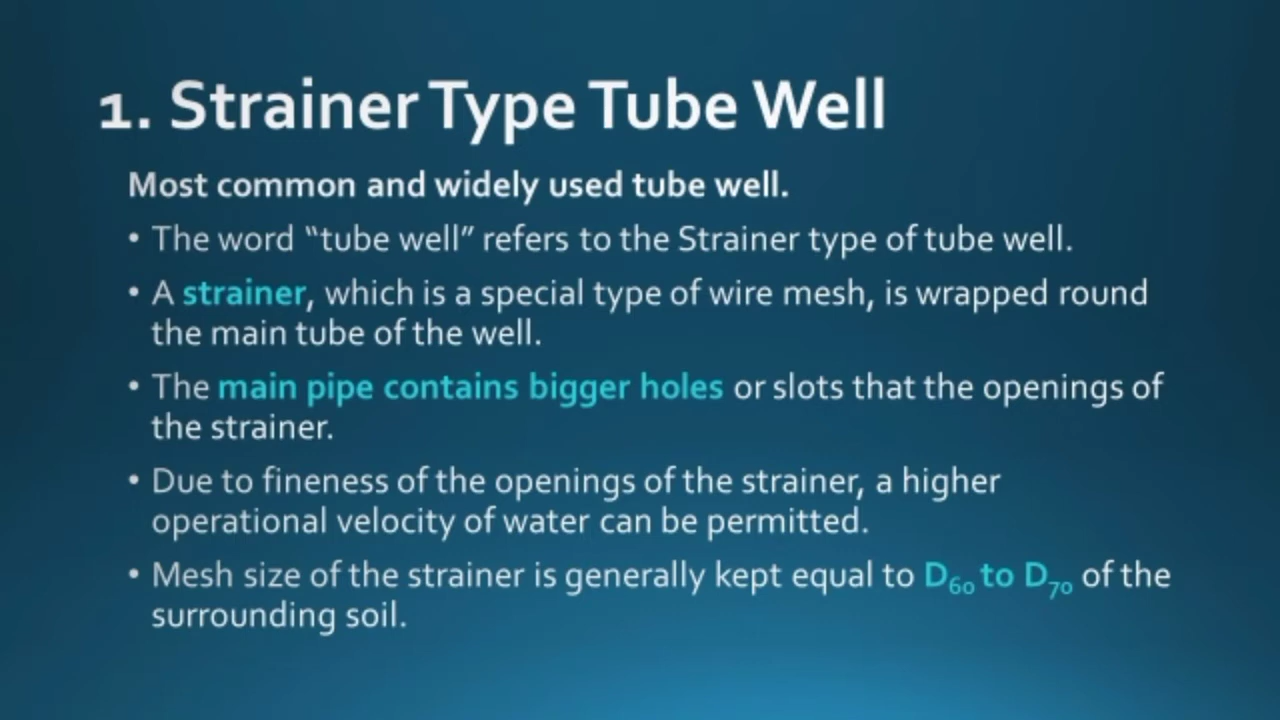 1. Strainer Type Tube Well
Most common and widely used tube well.
• The word “tube well” refers to the Strainer type of tube well.
• A strainer, which is a special type of wire mesh, is wrapped round
the main tube of the well.
• The main pipe contains bigger holes or slots that the openings of
the strainer.
• Due to fineness of the openings of the strainer, a higher
operational velocity of water can be permitted.
• Mesh size of the strainer is generally kept equal to D₆₀ to D₇₀ of the
surrounding soil.